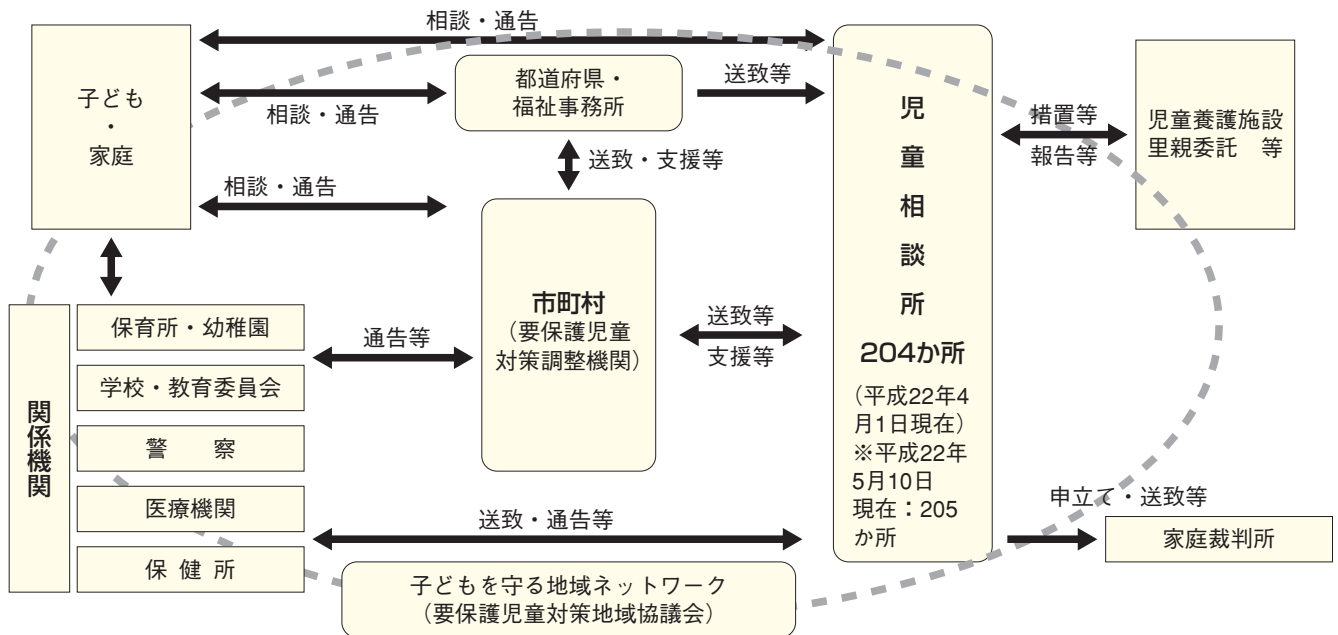 相談・通告
子ども
・
家庭
都道府県・
福祉事務所
送致等
相談・通告
送致・支援等
相談・通告
児童相談所
204か所
（平成22年4
月1日現在）
※平成22年
5月10日
現在：205
か所
措置等
報告等
児童養護施設
里親委託　等
市町村
（要保護児童
対策調整機関）
送致等
支援等
通告等
関係機関
保育所・幼稚園
学校・教育委員会
警　　察
医療機関
保 健 所
送致・通告等
申立て・送致等
家庭裁判所
子どもを守る地域ネットワーク
（要保護児童対策地域協議会）